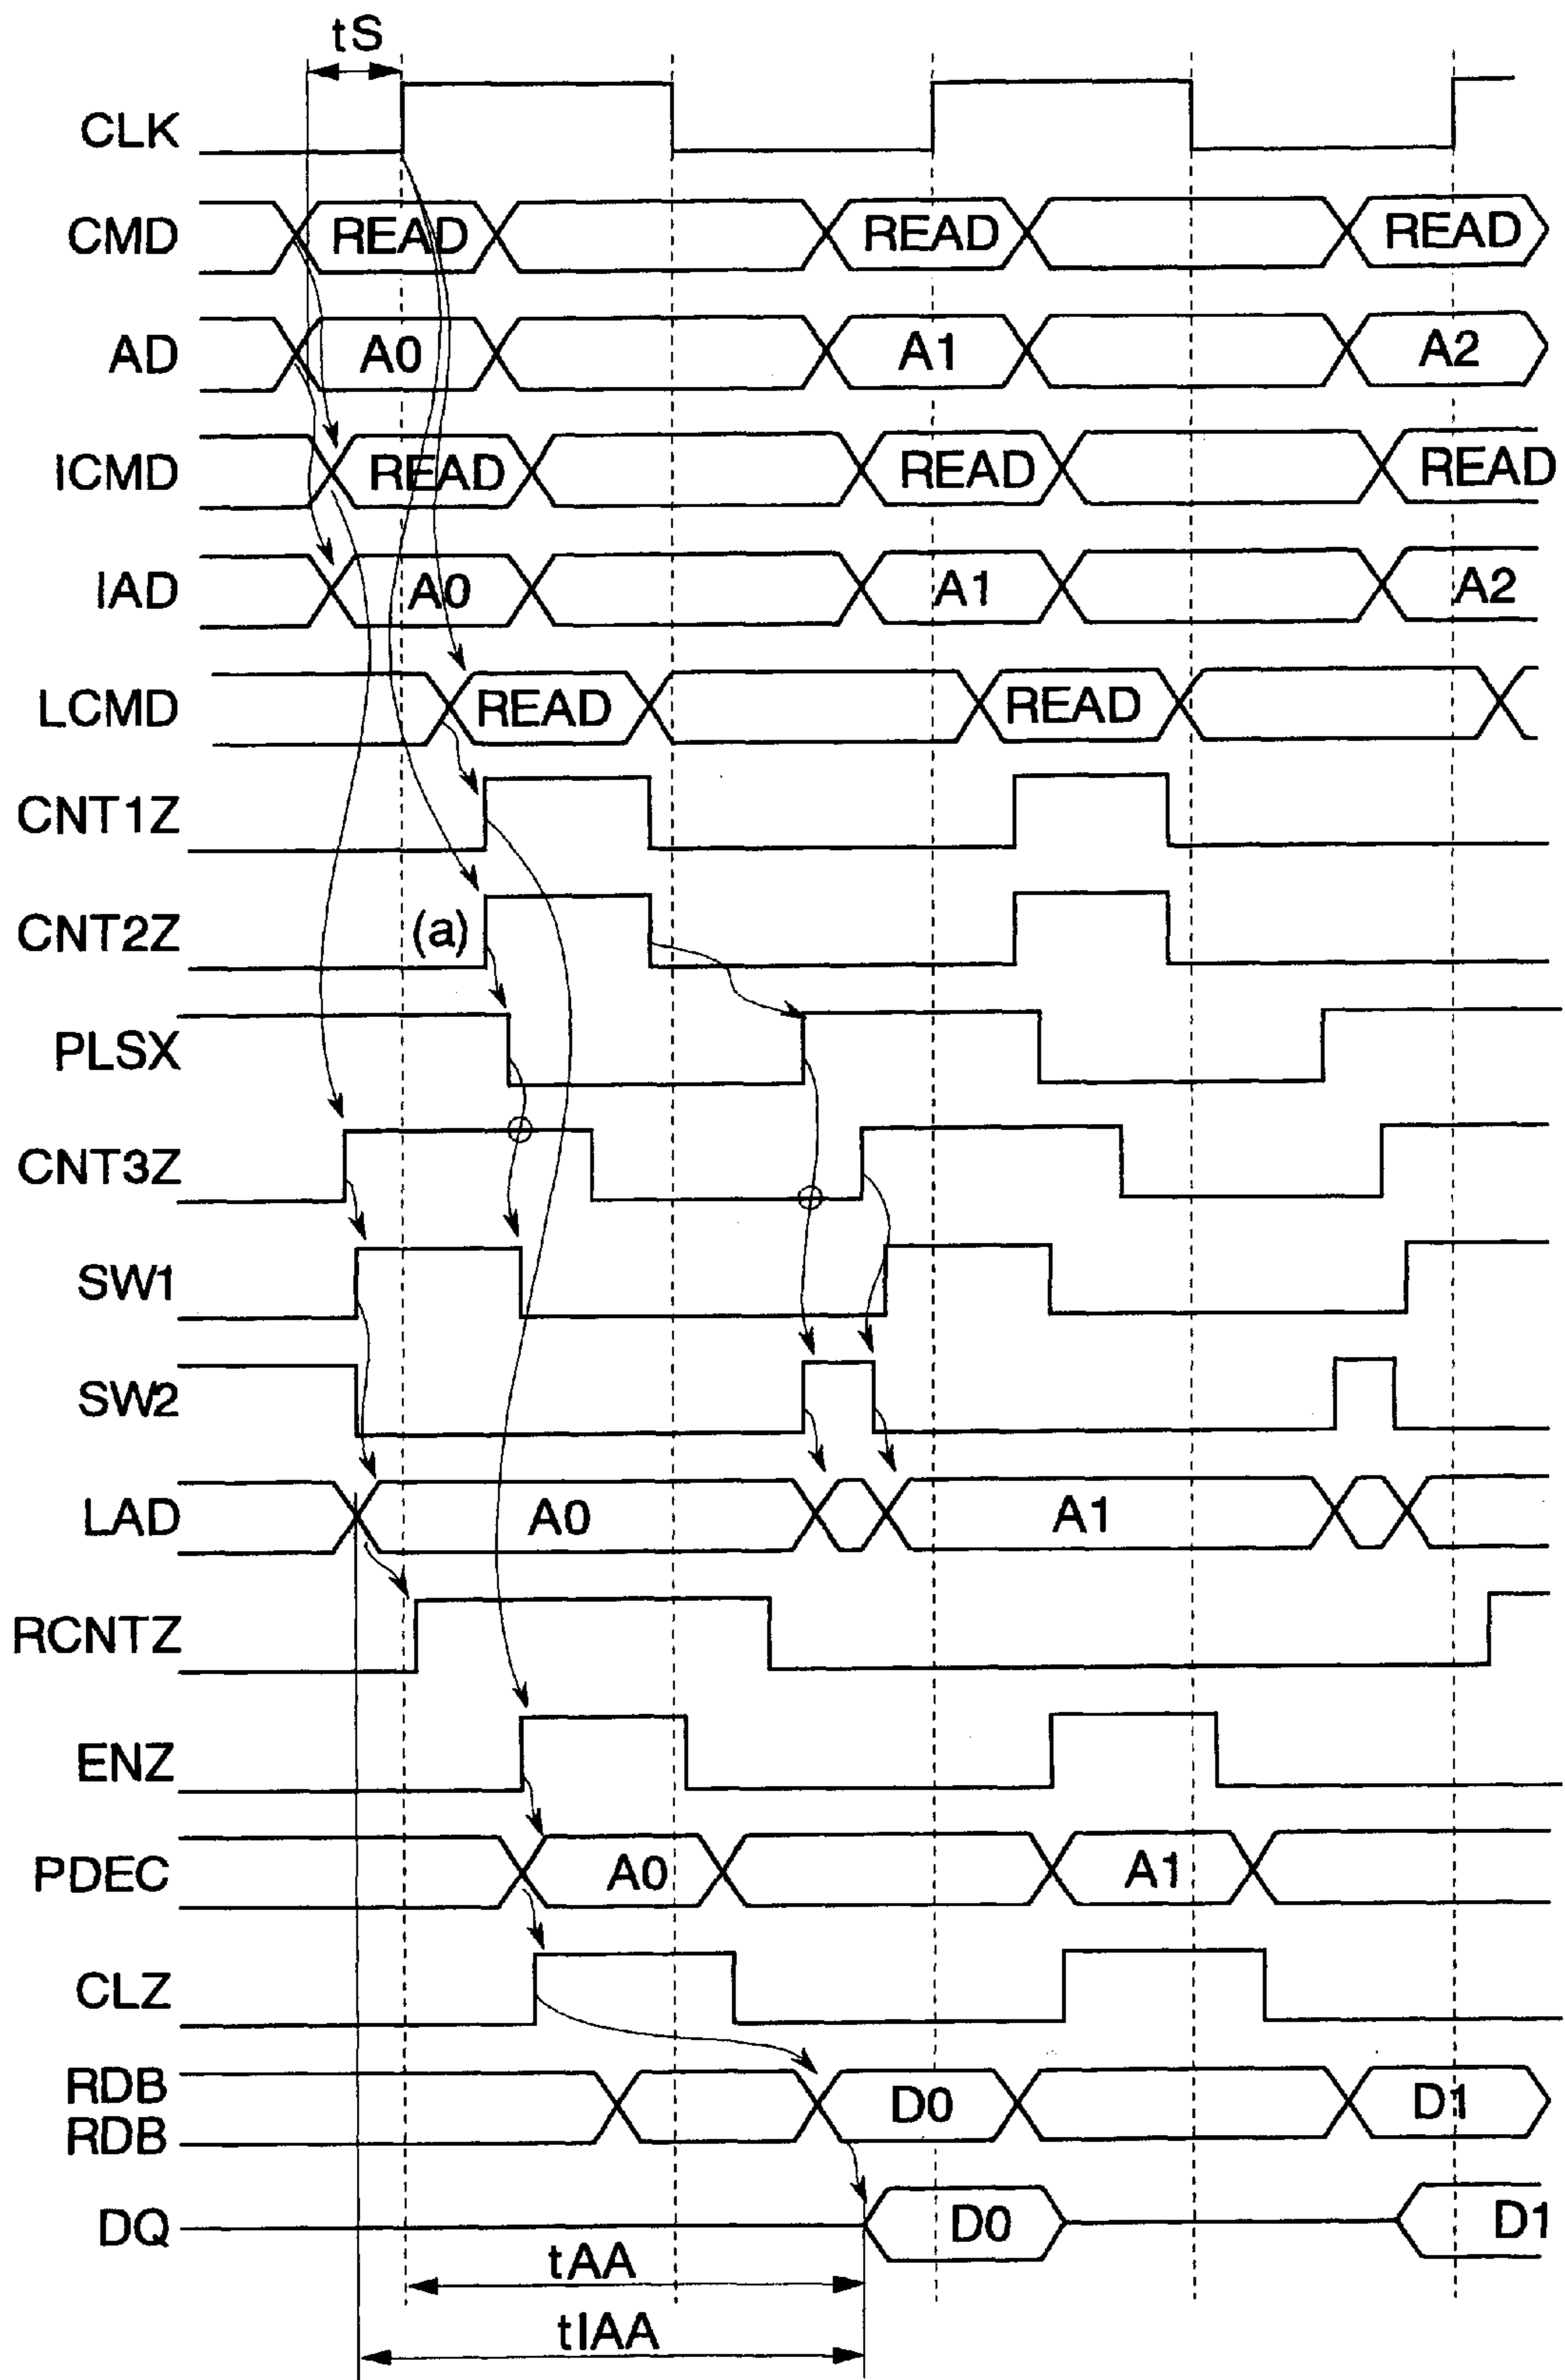 tS
CLK
CMD READ READ READ
AD A0 A1 A2
ICMD READ READ READ
IAD A0 A1 A2
LCMD READ READ
CNT1Z
CNT2Z (a)
PLSX
CNT3Z
SW1
SW2
LAD A0 A1
RCNTZ
ENZ
PDEC A0 A1
CLZ
RDB
RDB
D0 D1
DQ D0 D1
tAA
tIAA